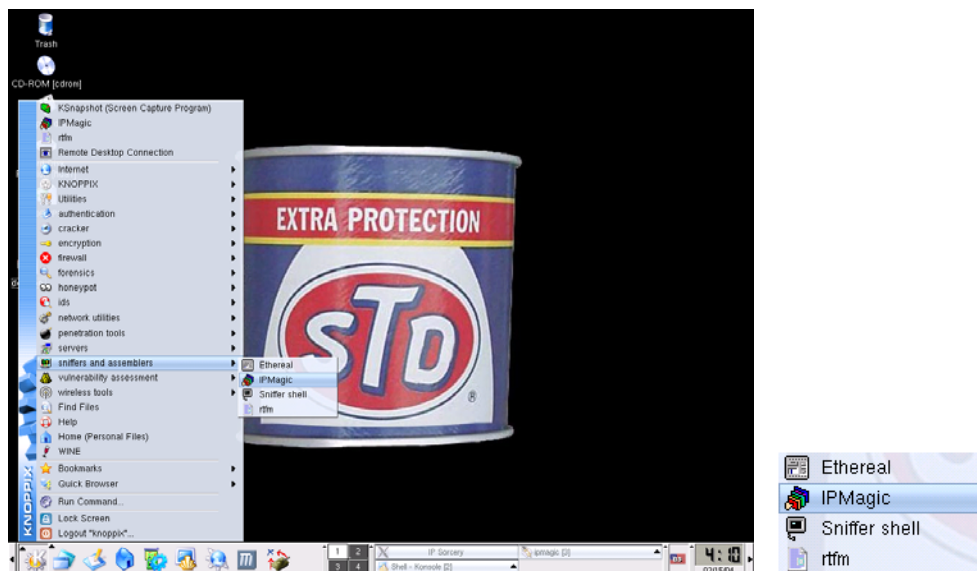 Trash
CD-ROM [cdrom]
KSnapshot (Screen Capture Program)
IPMagic
rtfm
Remote Desktop Connection
Internet
KNOPPIX
Utilities
authentication
cracker
encryption
firewall
forensics
honeypot
ids
network utilities
penetration tools
servers
sniffers and assemblers
vulnerability assessment
wireless tools
Find Files
Help
Home (Personal Files)
WINE
Bookmarks
Quick Browser
Run Command...
Lock Screen
Logout "knoppix"...
KNOPPIX
Ethereal
IPMagic
Sniffer shell
rtfm
EXTRA PROTECTION
STD
®
1 2
3 4
IP Sorcery
ipmagic [2]
Shell - Konsole [2]
4:10
02/15/04
Ethereal
IPMagic
Sniffer shell
rtfm